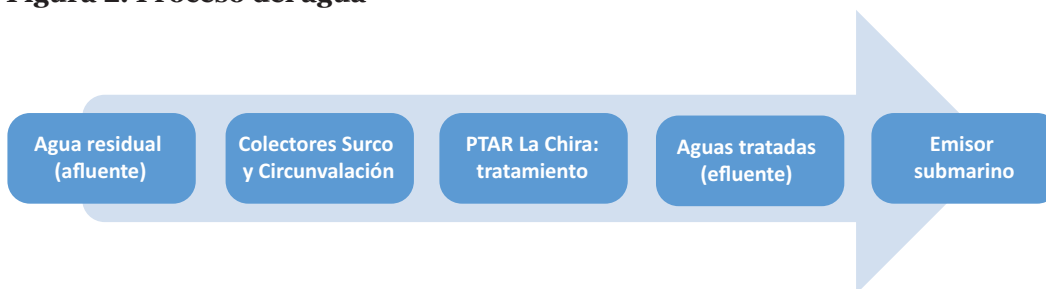 Figura 2. Proceso del agua
Agua residual
(afluente)
Colectores Surco
y Circunvalación
PTAR La Chira:
tratamiento
Aguas tratadas
(efluente)
Emisor
submarino